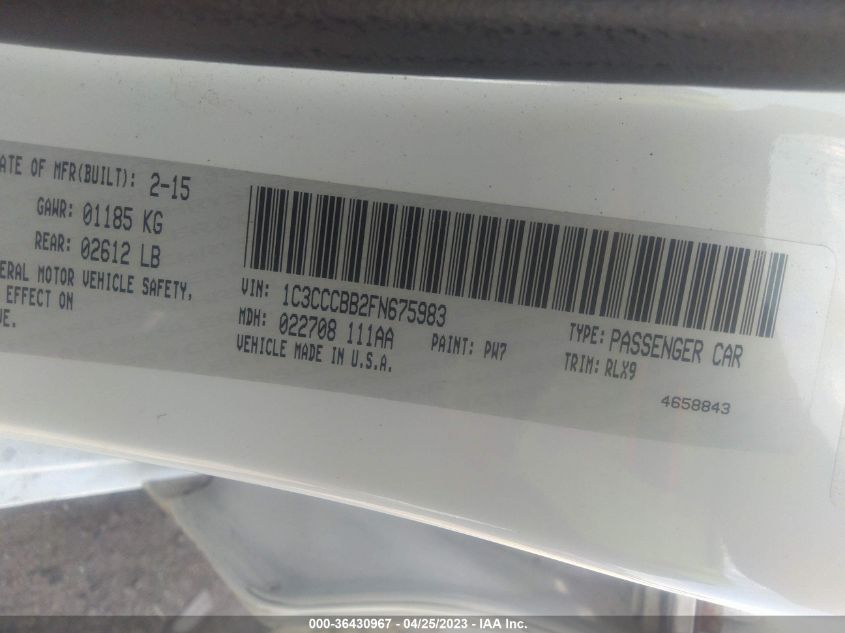 ATE OF MFR(BUILT): 2-15
GAWR: 01185 KG
REAR: 02612 LB
ERAL MOTOR VEHICLE SAFETY,
EFFECT ON
VE.
VIN: 1C3CCCBB2FN675983
MDH: 022708 111AA
PAINT: PW7
VEHICLE MADE IN U.S.A.
TYPE: PASSENGER CAR
TRIM: RLX9
4658843
000-36430967 - 04/25/2023 - IAA Inc.